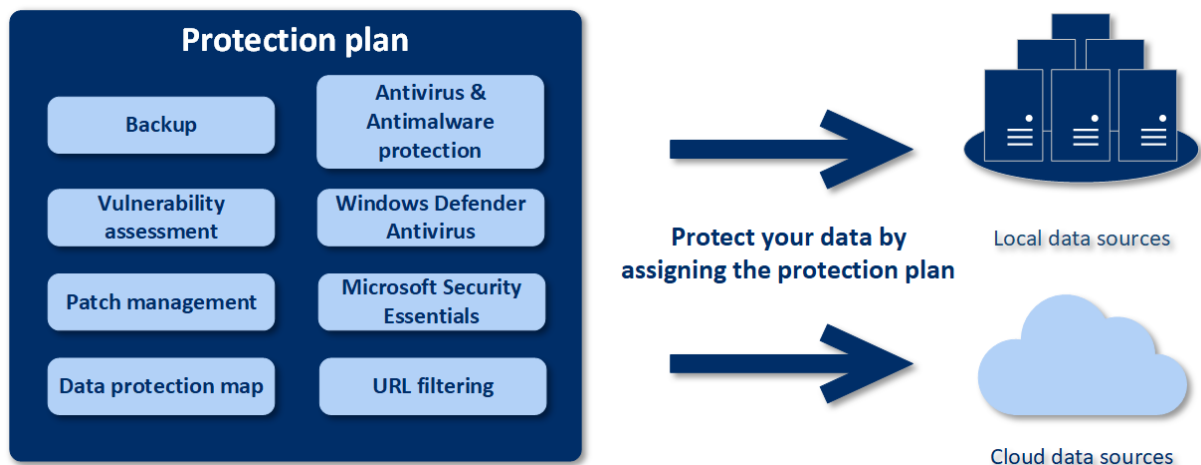 Protection plan
Backup
Antivirus &
Antimalware
protection
Vulnerability
assessment
Windows Defender
Antivirus
Patch management
Microsoft Security
Essentials
Data protection map
URL filtering
Protect your data by
assigning the protection plan
Local data sources
Cloud data sources